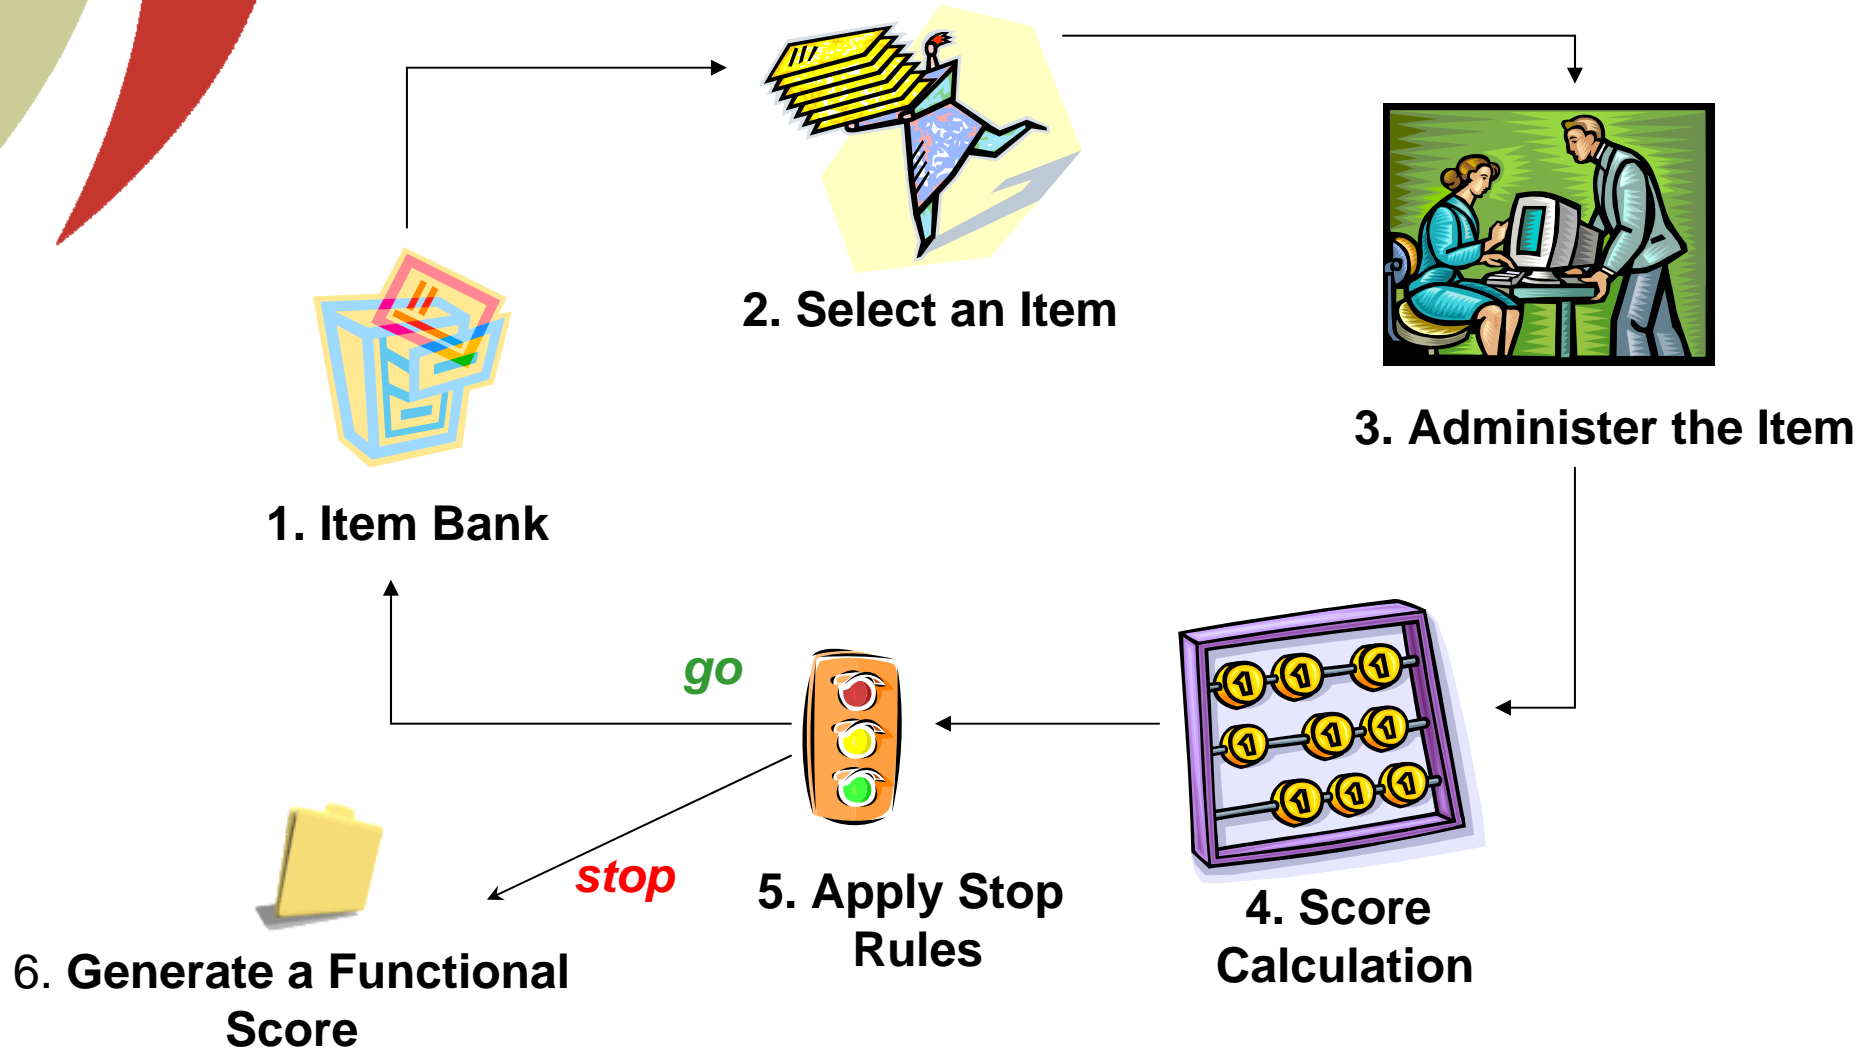 1. Item Bank
2. Select an Item
3. Administer the Item
4. Score
Calculation
5. Apply Stop
Rules
go
stop
6. Generate a Functional
Score